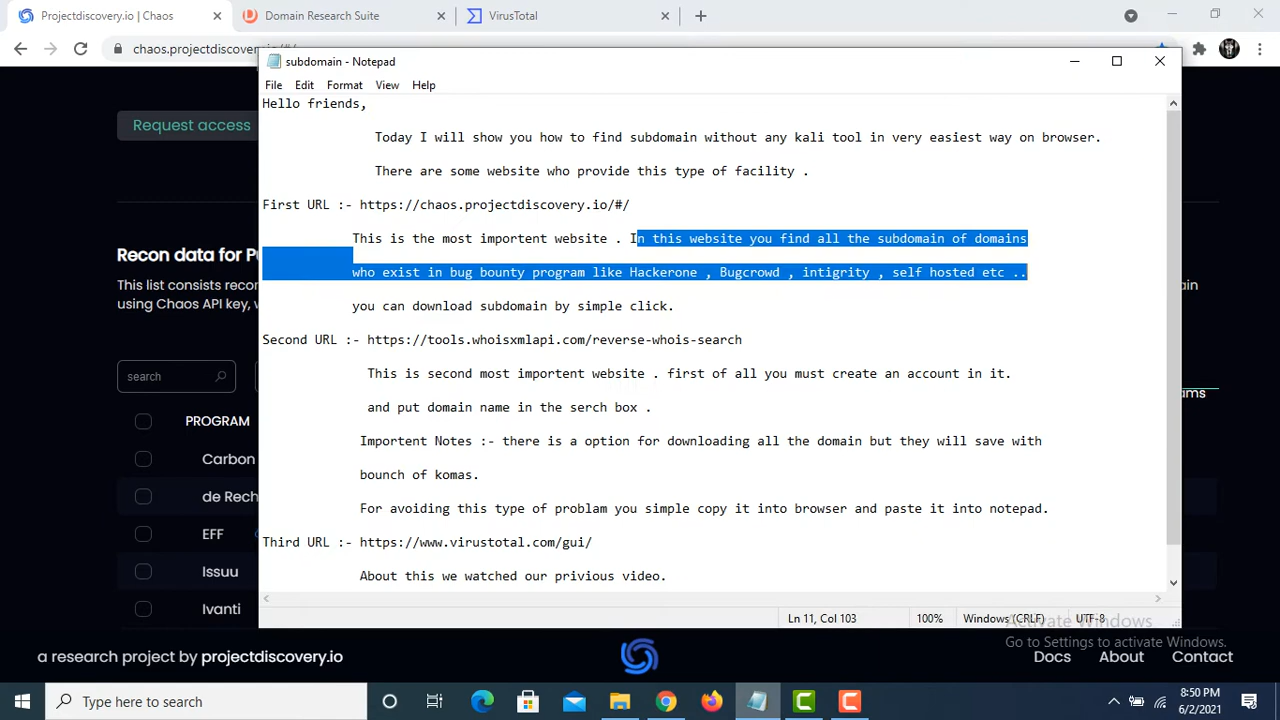 Projectdiscovery.io | Chaos
Domain Research Suite
VirusTotal
chaos.projectdiscovery.io/#/
subdomain - Notepad
File Edit Format View Help
Hello friends,
Today I will show you how to find subdomain without any kali tool in very easiest way on browser.
There are some website who provide this type of facility .
First URL :- https://chaos.projectdiscovery.io/#/
This is the most importent website . In this website you find all the subdomain of domains
who exist in bug bounty program like Hackerone , Bugcrowd , intigrity , self hosted etc ..
you can download subdomain by simple click.
Second URL :- https://tools.whoisxmlapi.com/reverse-whois-search
This is second most importent website . first of all you must create an account in it.
and put domain name in the serch box .
Importent Notes :- there is a option for downloading all the domain but they will save with
bounch of komas.
For avoiding this type of problam you simple copy it into browser and paste it into notepad.
Third URL :- https://www.virustotal.com/gui/
About this we watched our privious video.
Ln 11, Col 103
100%
Windows (CRLF)
UTF-8
Request access
Recon data for
This list consists
using Chaos API key,
search
PROGRAM
Carbon
de
EFF
Issuu
Ivanti
Activate Windows
Go to Settings to activate Windows.
a research project by projectdiscovery.io
Docs About Contact
Type here to search
8:50 PM
6/2/2021